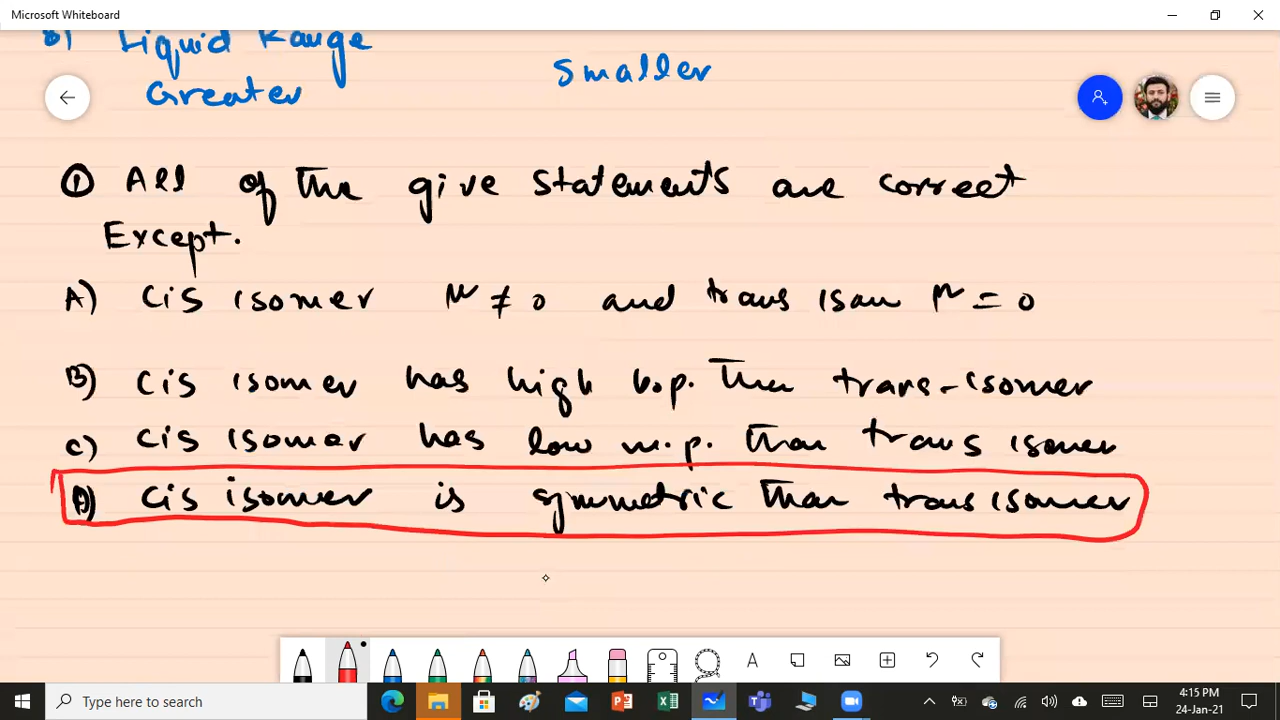 Microsoft Whiteboard
8) Liquid Range
Greater
Smaller
① All of the give statements are correct
Except.
A) Cis isomer μ ≠ 0 and trans isom μ = 0
B) Cis isomer has high b.p. than trans-isomer
C) Cis isomer has low m.p. than trans isomer
D) Cis isomer is symmetric than trans isomer
A
Type here to search
4:15 PM
24-Jan-21